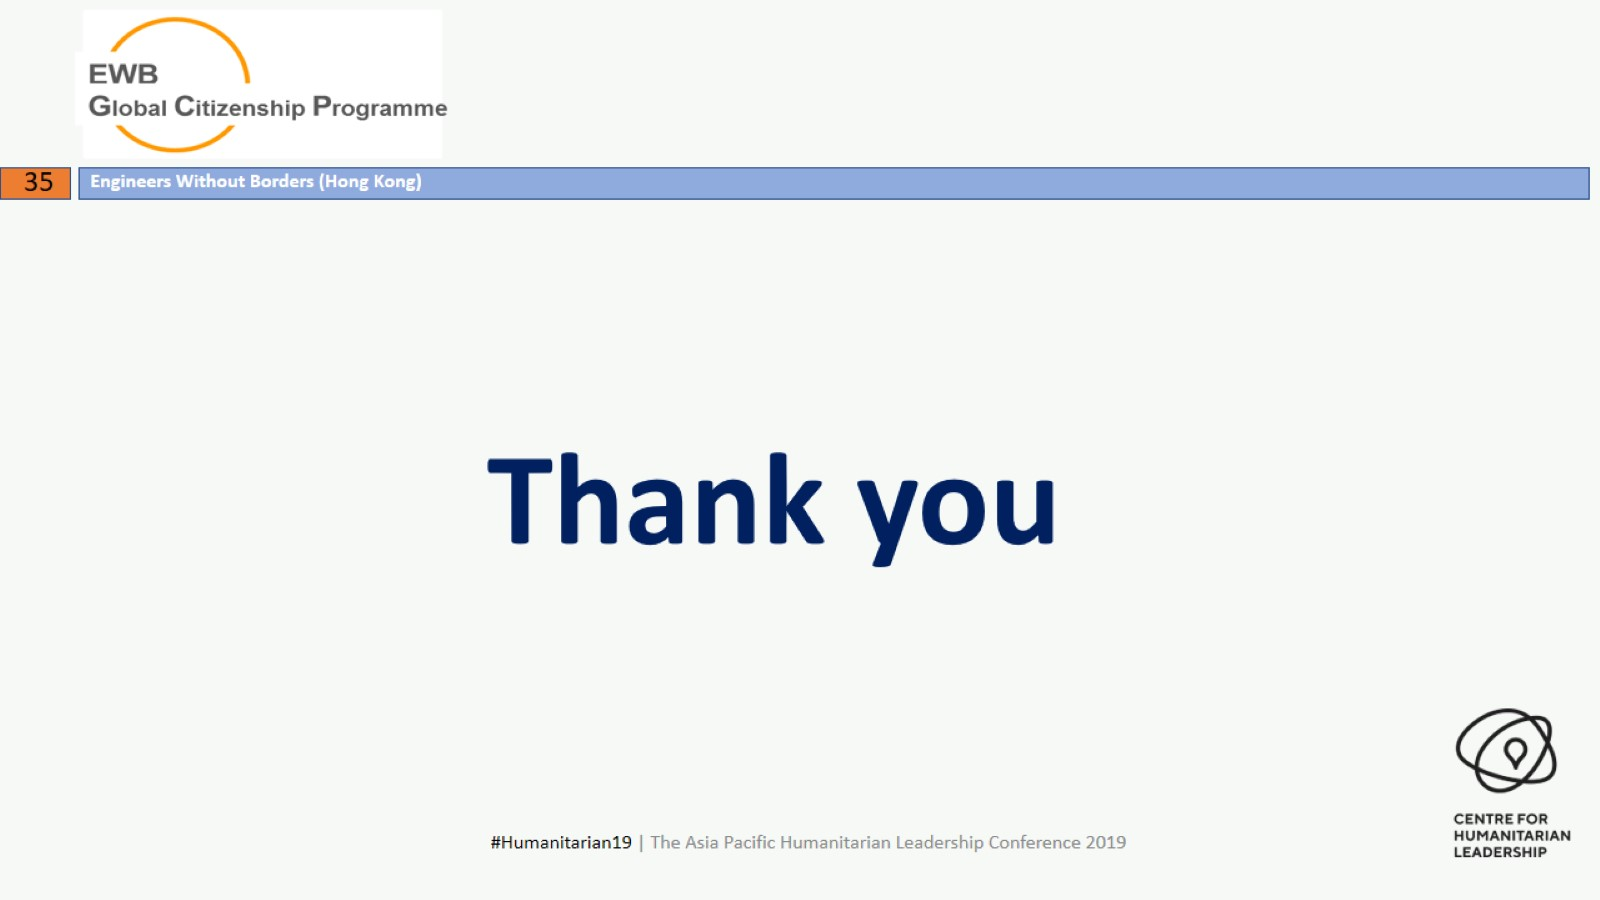 EWB
Global Citizenship Programme
35
Engineers Without Borders (Hong Kong)
Thank you
#Humanitarian19 | The Asia Pacific Humanitarian Leadership Conference 2019
CENTRE FOR
HUMANITARIAN
LEADERSHIP